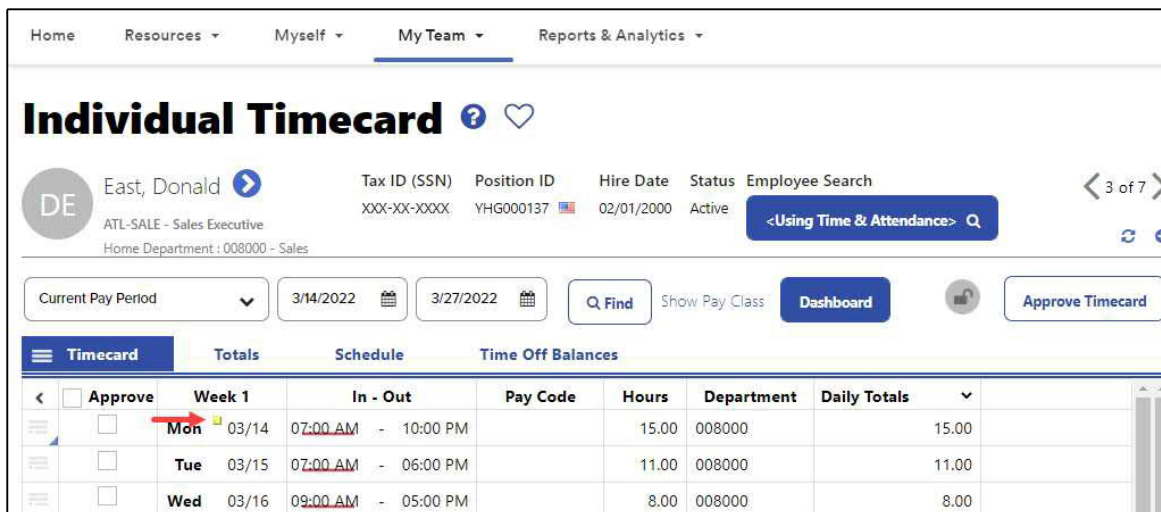 Home Resources Myself My Team Reports & Analytics
Individual Timecard ?
DE East, Donald Tax ID (SSN) Position ID Hire Date Status Employee Search 3 of 7
XXX-XX-XXXX YHG000137 02/01/2000 Active <Using Time & Attendance>
ATL-SALE - Sales Executive
Home Department : 008000 - Sales
Current Pay Period 3/14/2022 3/27/2022 Find Show Pay Class Dashboard Approve Timecard
Timecard Totals Schedule Time Off Balances
Approve Week 1 In - Out Pay Code Hours Department Daily Totals
Mon 03/14 07:00 AM - 10:00 PM 15.00 008000 15.00
Tue 03/15 07:00 AM - 06:00 PM 11.00 008000 11.00
Wed 03/16 09:00 AM - 05:00 PM 8.00 008000 8.00